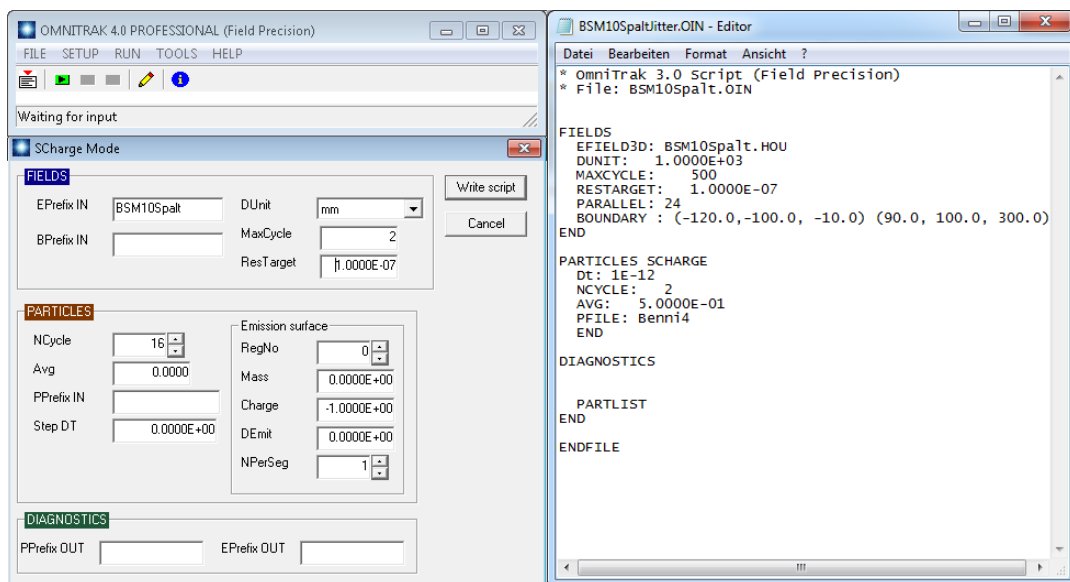 OMNITRAK 4.0 PROFESSIONAL (Field Precision)
FILE SETUP RUN TOOLS HELP
Waiting for input
SCharge Mode
FIELDS
EPrefix IN BSM10Spalt DUnit mm
BPrefix IN MaxCycle 2
ResTarget 1.0000E-07
Write script
Cancel
PARTICLES
NCycle 16
Avg 0.0000
PPrefix IN
Step DT 0.0000E+00
Emission surface
RegNo 0
Mass 0.0000E+00
Charge -1.0000E+00
DEmit 0.0000E+00
NPerSeg 1
DIAGNOSTICS
PPrefix OUT EPrefix OUT
BSM10SpaltJitter.OIN - Editor
Datei Bearbeiten Format Ansicht ?
* OmniTrak 3.0 Script (Field Precision)
* File: BSM10Spalt.OIN
FIELDS
EFIELD3D: BSM10Spalt.HOU
DUNIT: 1.0000E+03
MAXCYCLE: 500
RESTARGET: 1.0000E-07
PARALLEL: 24
BOUNDARY : (-120.0,-100.0, -10.0) (90.0, 100.0, 300.0)
END
PARTICLES SCHARGE
Dt: 1E-12
NCYCLE: 2
AVG: 5.0000E-01
PFILE: Benni4
END
DIAGNOSTICS
PARTLIST
END
ENDFILE